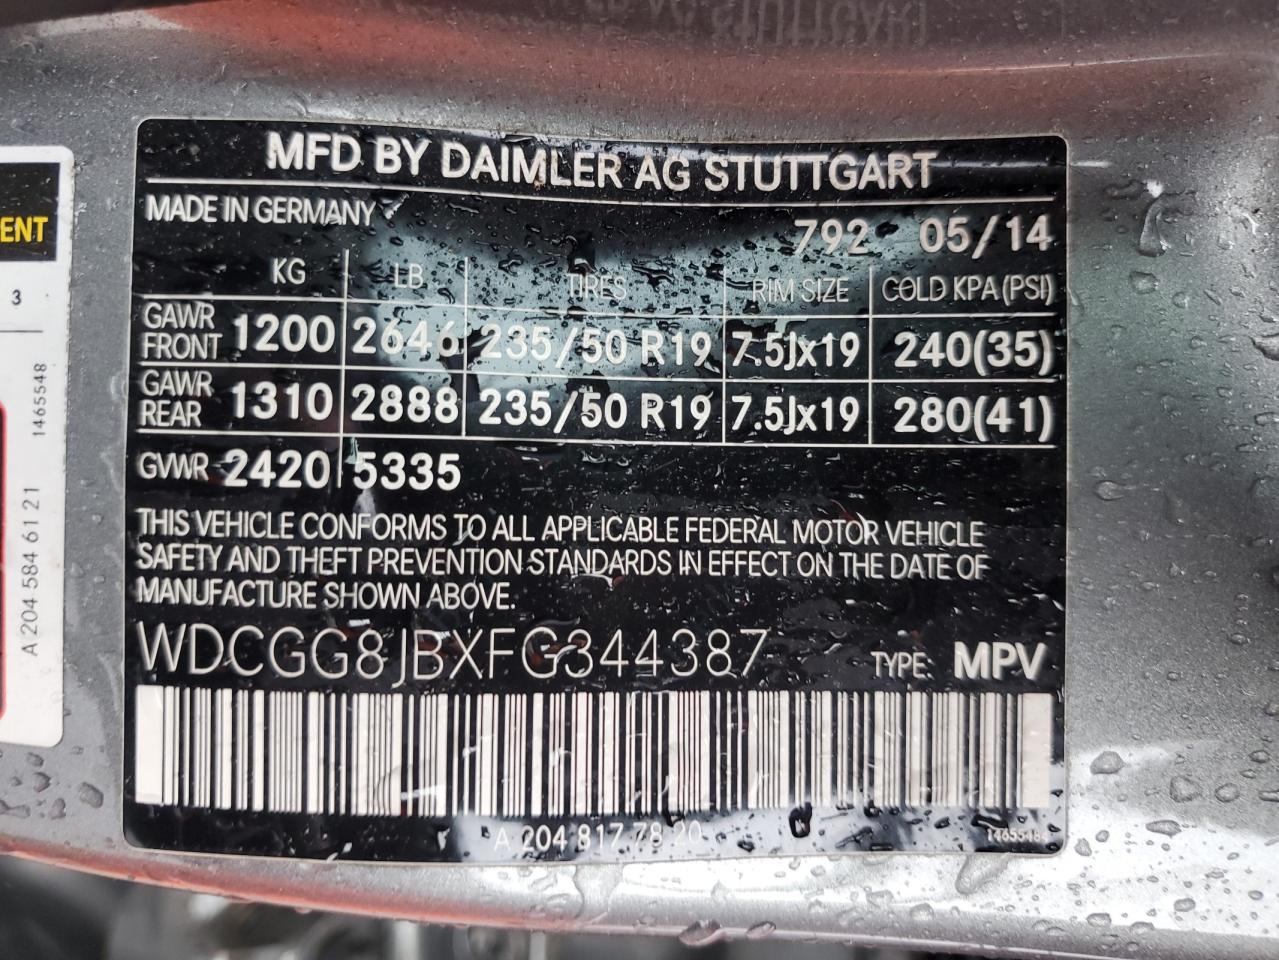 MFD BY DAIMLER AG STUTTGART
MADE IN GERMANY
792 05/14
KG LB TIRES RIM SIZE COLD KPA(PSI)
GAWR FRONT 1200 2646 235/50 R19 7.5Jx19 240(35)
GAWR REAR 1310 2888 235/50 R19 7.5Jx19 280(41)
GVWR 2420 5335
THIS VEHICLE CONFORMS TO ALL APPLICABLE FEDERAL MOTOR VEHICLE
SAFETY AND THEFT PREVENTION STANDARDS IN EFFECT ON THE DATE OF
MANUFACTURE SHOWN ABOVE.
WDCGG8JBXFG344387 TYPE: MPV
A 204 817 78 20
14655484
ENT
3
1465548
A 204 584 61 21